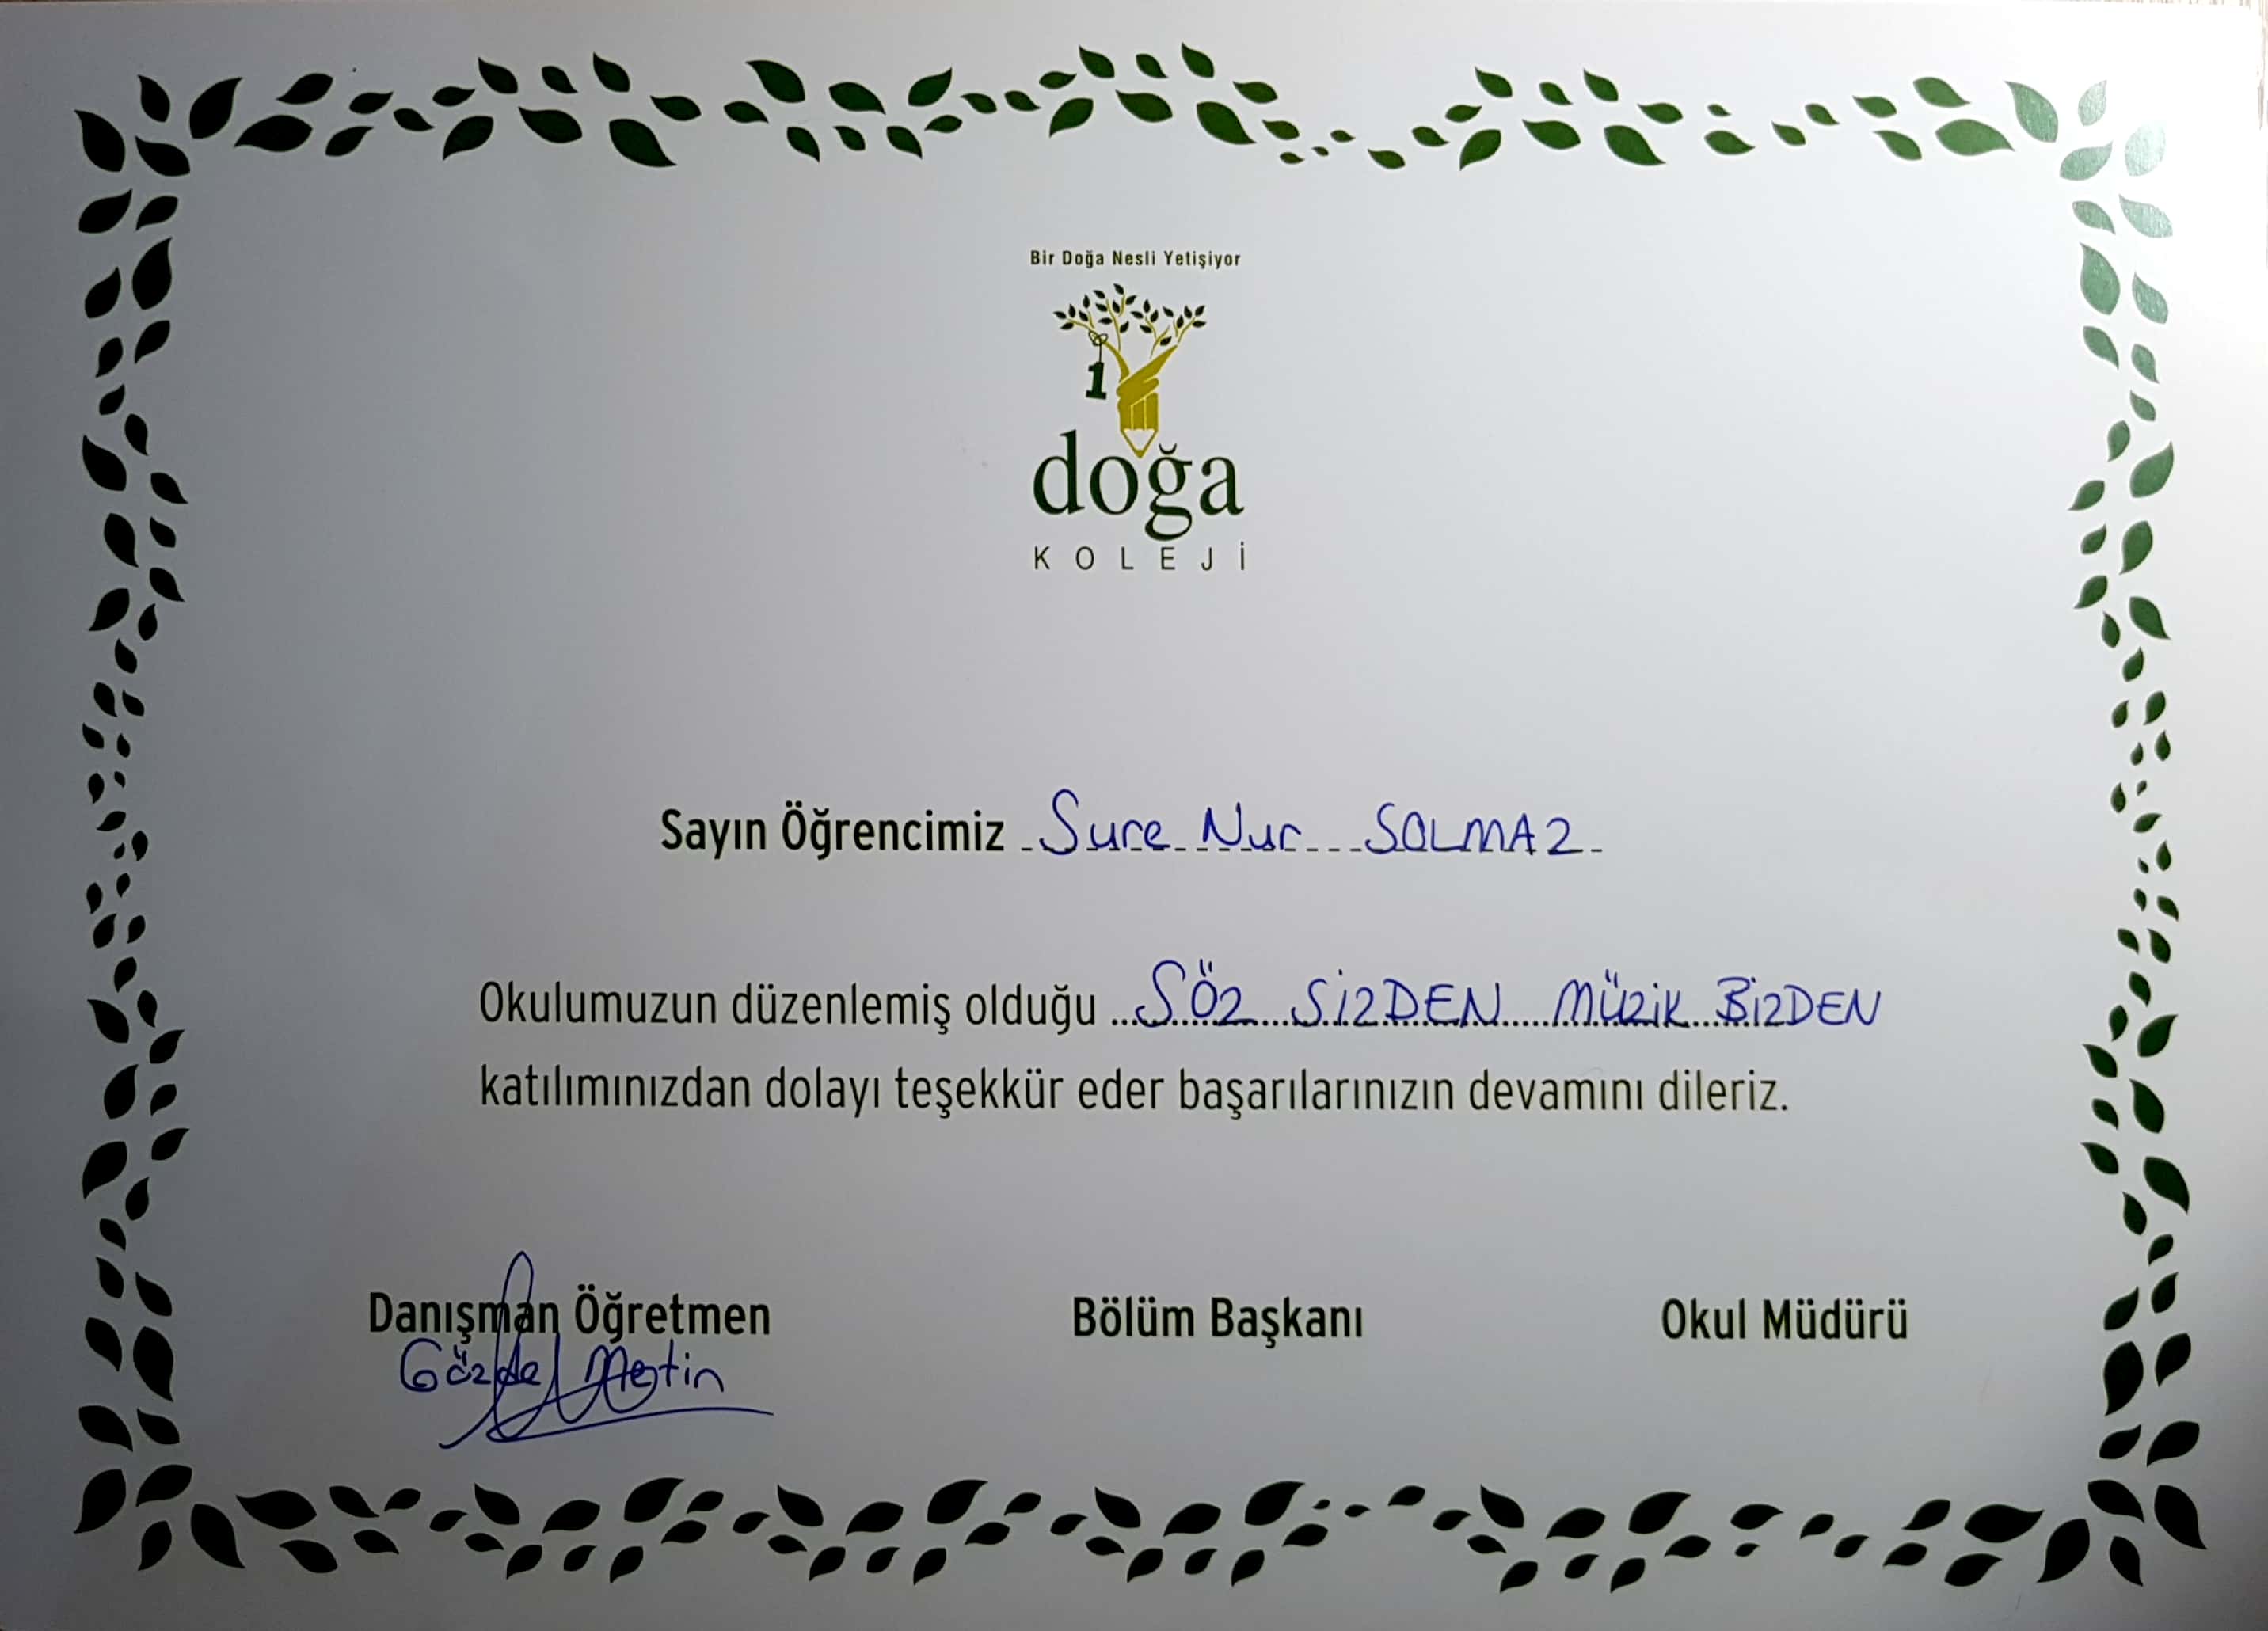 Bir Doğa Nesli Yetişiyor
1
doğa
KOLEJİ
Sayın Öğrencimiz Sure Nur SOLMAZ
Okulumuzun düzenlemiş olduğu SÖZ SİZDEN MÜZİK BİZDEN
katılımınızdan dolayı teşekkür eder başarılarınızın devamını dileriz.
Danışman Öğretmen Bölüm Başkanı Okul Müdürü
Gözde Metin